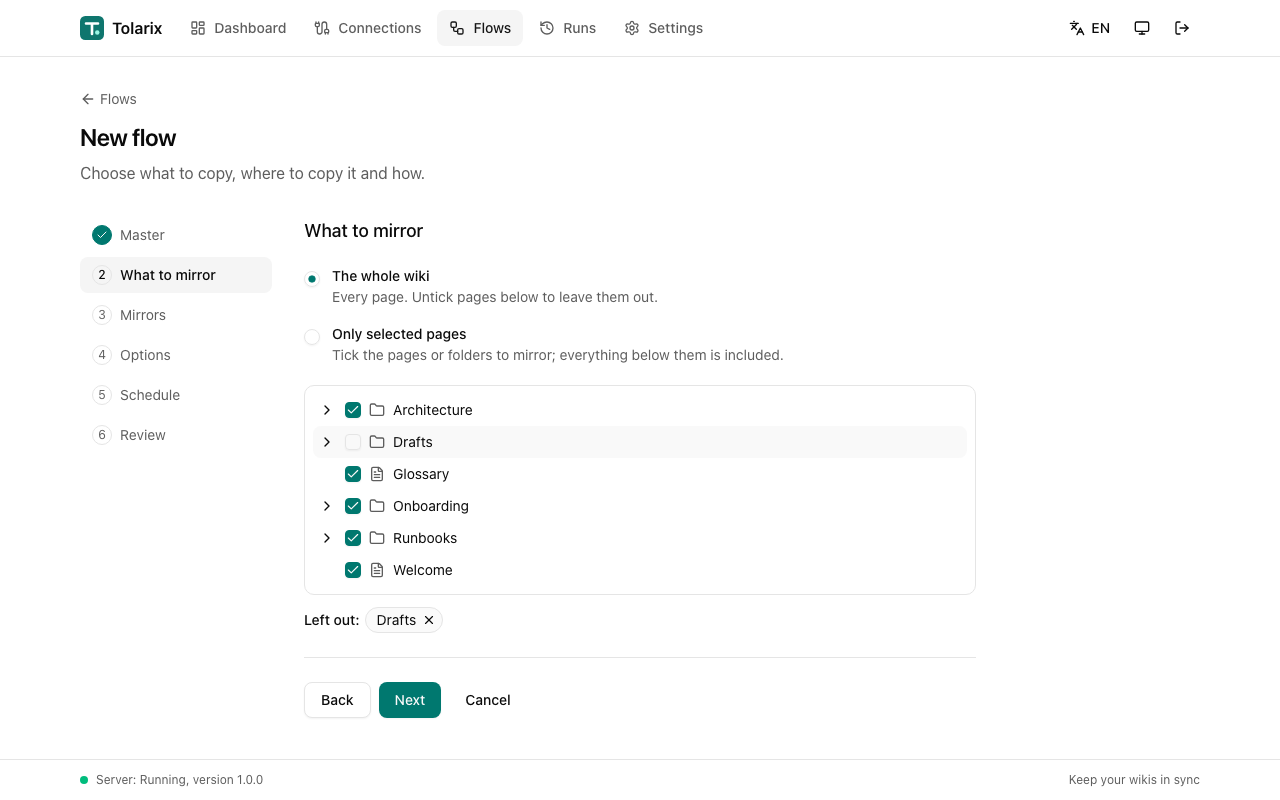 Tolarix
Dashboard
Connections
Flows
Runs
Settings
EN
Flows
New flow
Choose what to copy, where to copy it and how.
Master
2 What to mirror
3 Mirrors
4 Options
5 Schedule
6 Review
What to mirror
The whole wiki
Every page. Untick pages below to leave them out.
Only selected pages
Tick the pages or folders to mirror; everything below them is included.
Architecture
Drafts
Glossary
Onboarding
Runbooks
Welcome
Left out: Drafts
Back
Next
Cancel
Server: Running, version 1.0.0
Keep your wikis in sync